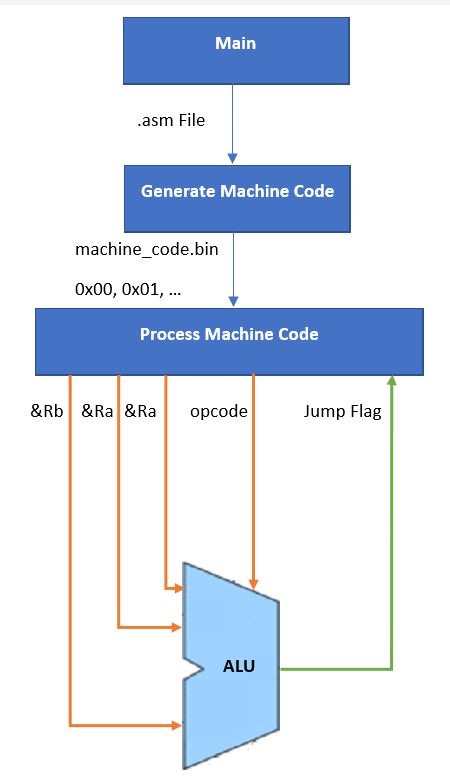 Main
.asm File
Generate Machine Code
machine_code.bin
0x00, 0x01, ...
Process Machine Code
&Rb &Ra &Ra opcode Jump Flag
ALU